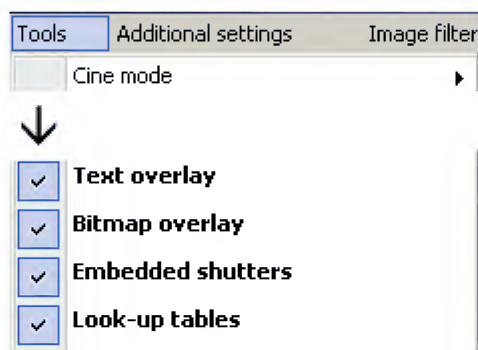 Tools Additional settings Image filter
Cine mode
Text overlay
Bitmap overlay
Embedded shutters
Look-up tables